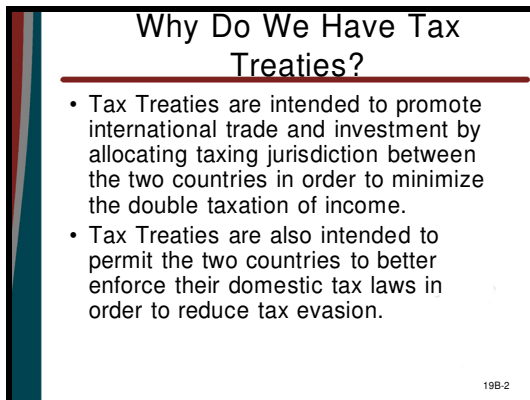 Why Do We Have Tax
Treaties?
• Tax Treaties are intended to promote
international trade and investment by
allocating taxing jurisdiction between
the two countries in order to minimize
the double taxation of income.
• Tax Treaties are also intended to
permit the two countries to better
enforce their domestic tax laws in
order to reduce tax evasion.
19B-2